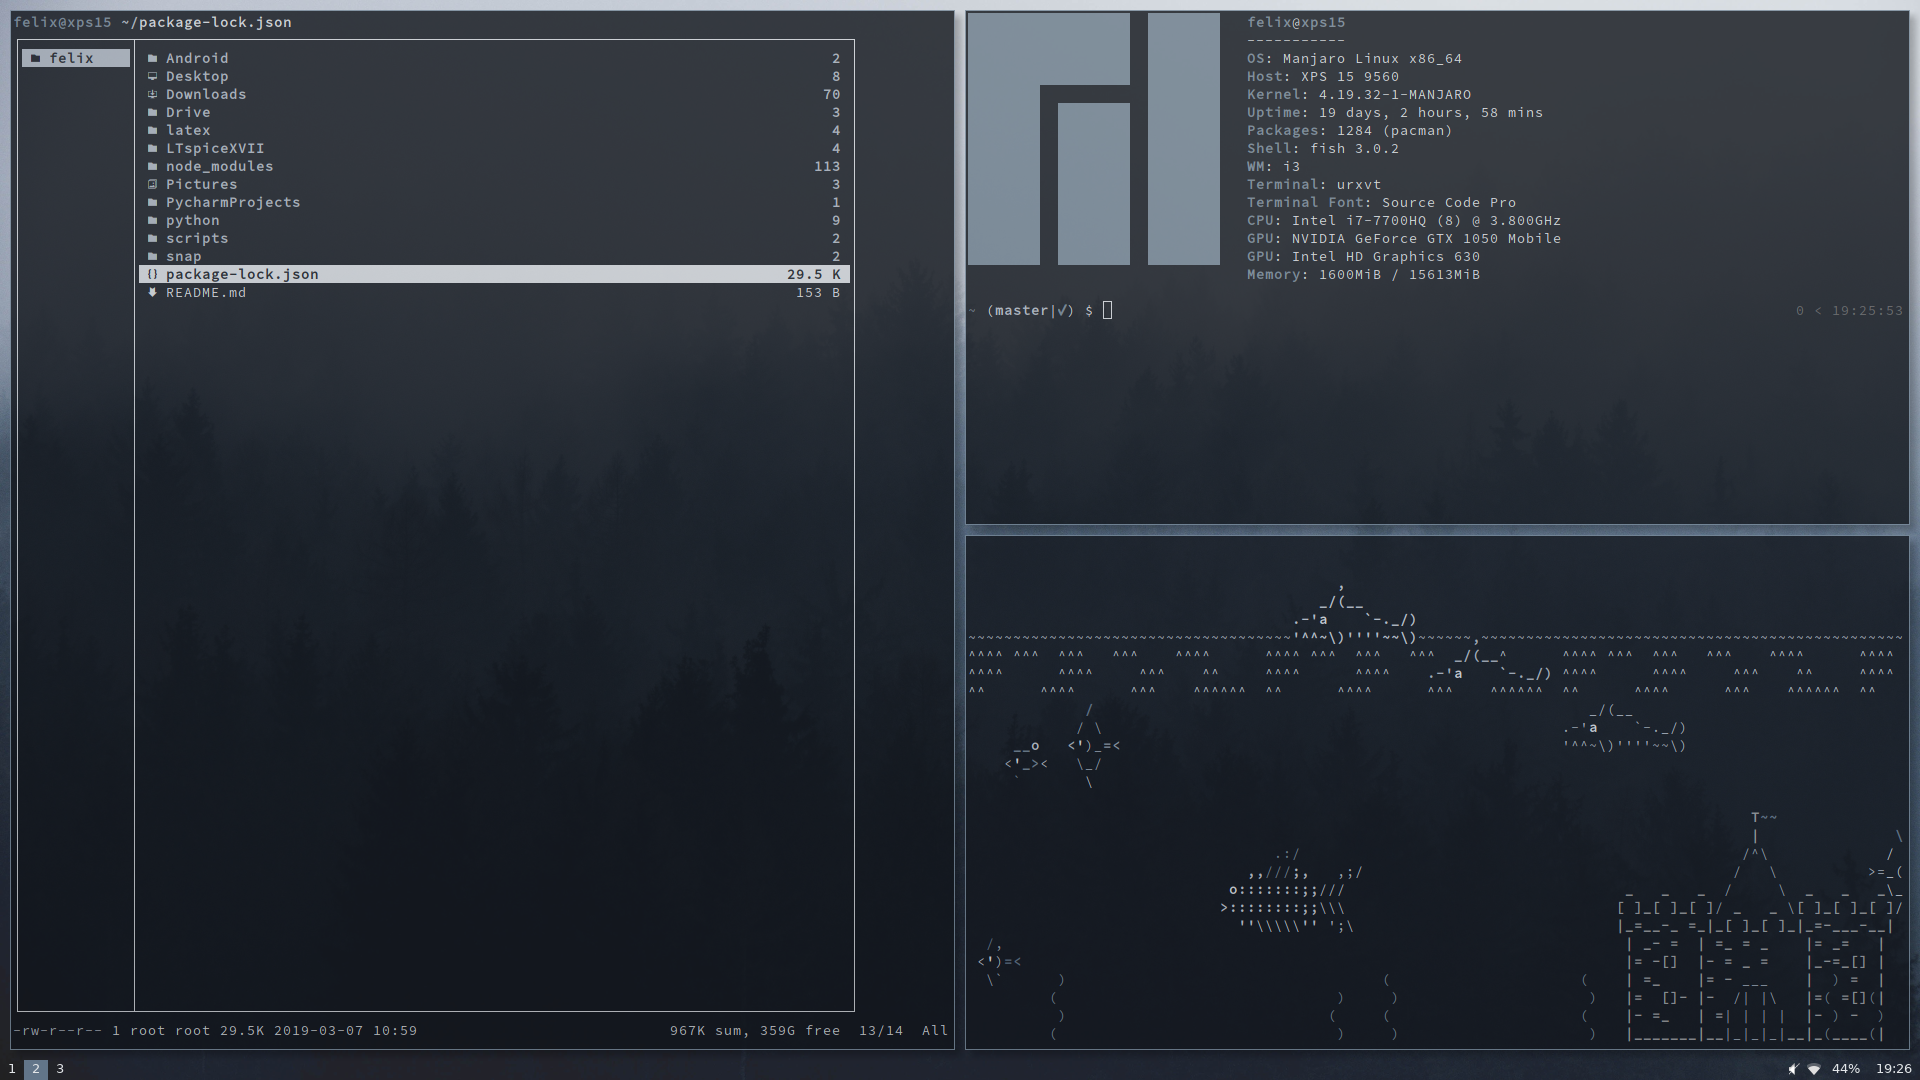 felix@xps15 ~/package-lock.json
felix
Android 2
Desktop 8
Downloads 70
Drive 3
latex 4
LTspiceXVII 4
node_modules 113
Pictures 3
PycharmProjects 1
python 9
scripts 2
snap 2
{} package-lock.json 29.5 K
README.md 153 B
-rw-r--r-- 1 root root 29.5K 2019-03-07 10:59 967K sum, 359G free 13/14 All
felix@xps15
-----------
OS: Manjaro Linux x86_64
Host: XPS 15 9560
Kernel: 4.19.32-1-MANJARO
Uptime: 19 days, 2 hours, 58 mins
Packages: 1284 (pacman)
Shell: fish 3.0.2
WM: i3
Terminal: urxvt
Terminal Font: Source Code Pro
CPU: Intel i7-7700HQ (8) @ 3.800GHz
GPU: NVIDIA GeForce GTX 1050 Mobile
GPU: Intel HD Graphics 630
Memory: 1600MiB / 15613MiB
~ (master|✓) $ 0 < 19:25:53
1 2 3 44% 19:26